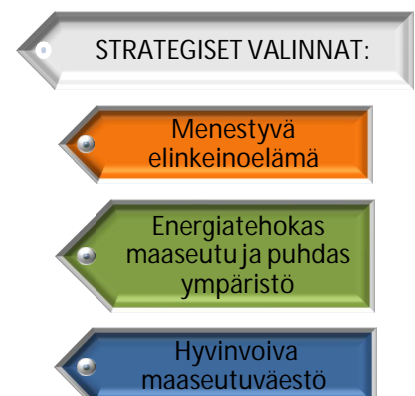 STRATEGISET VALINNAT:
Menestyvä
elinkeinoelämä
Energiatehokas
maaseutu ja puhdas
ympäristö
Hyvinvoiva
maaseutuväestö